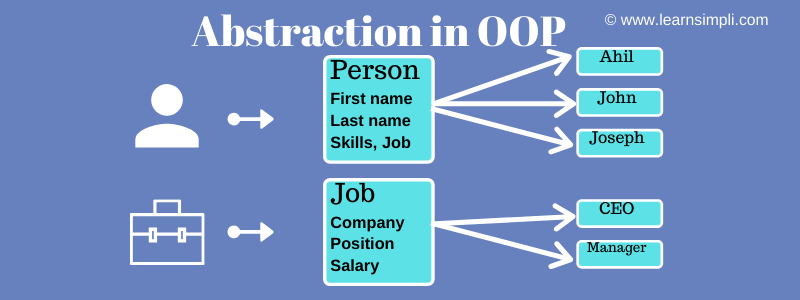 Abstraction in OOP
© www.learnsimpli.com
Person
First name
Last name
Skills, Job
Ahil
John
Joseph
Job
Company
Position
Salary
CEO
Manager